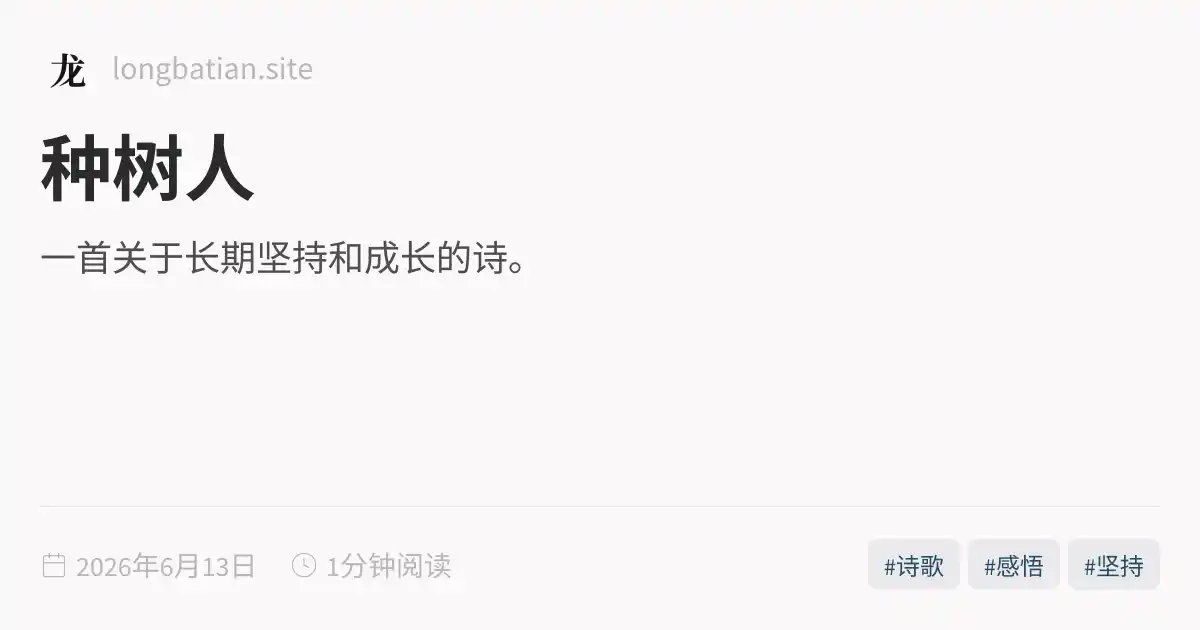 龙 longbatian.site
种树人
一首关于长期坚持和成长的诗。
2026年6月13日 1分钟阅读 #诗歌 #感悟 #坚持